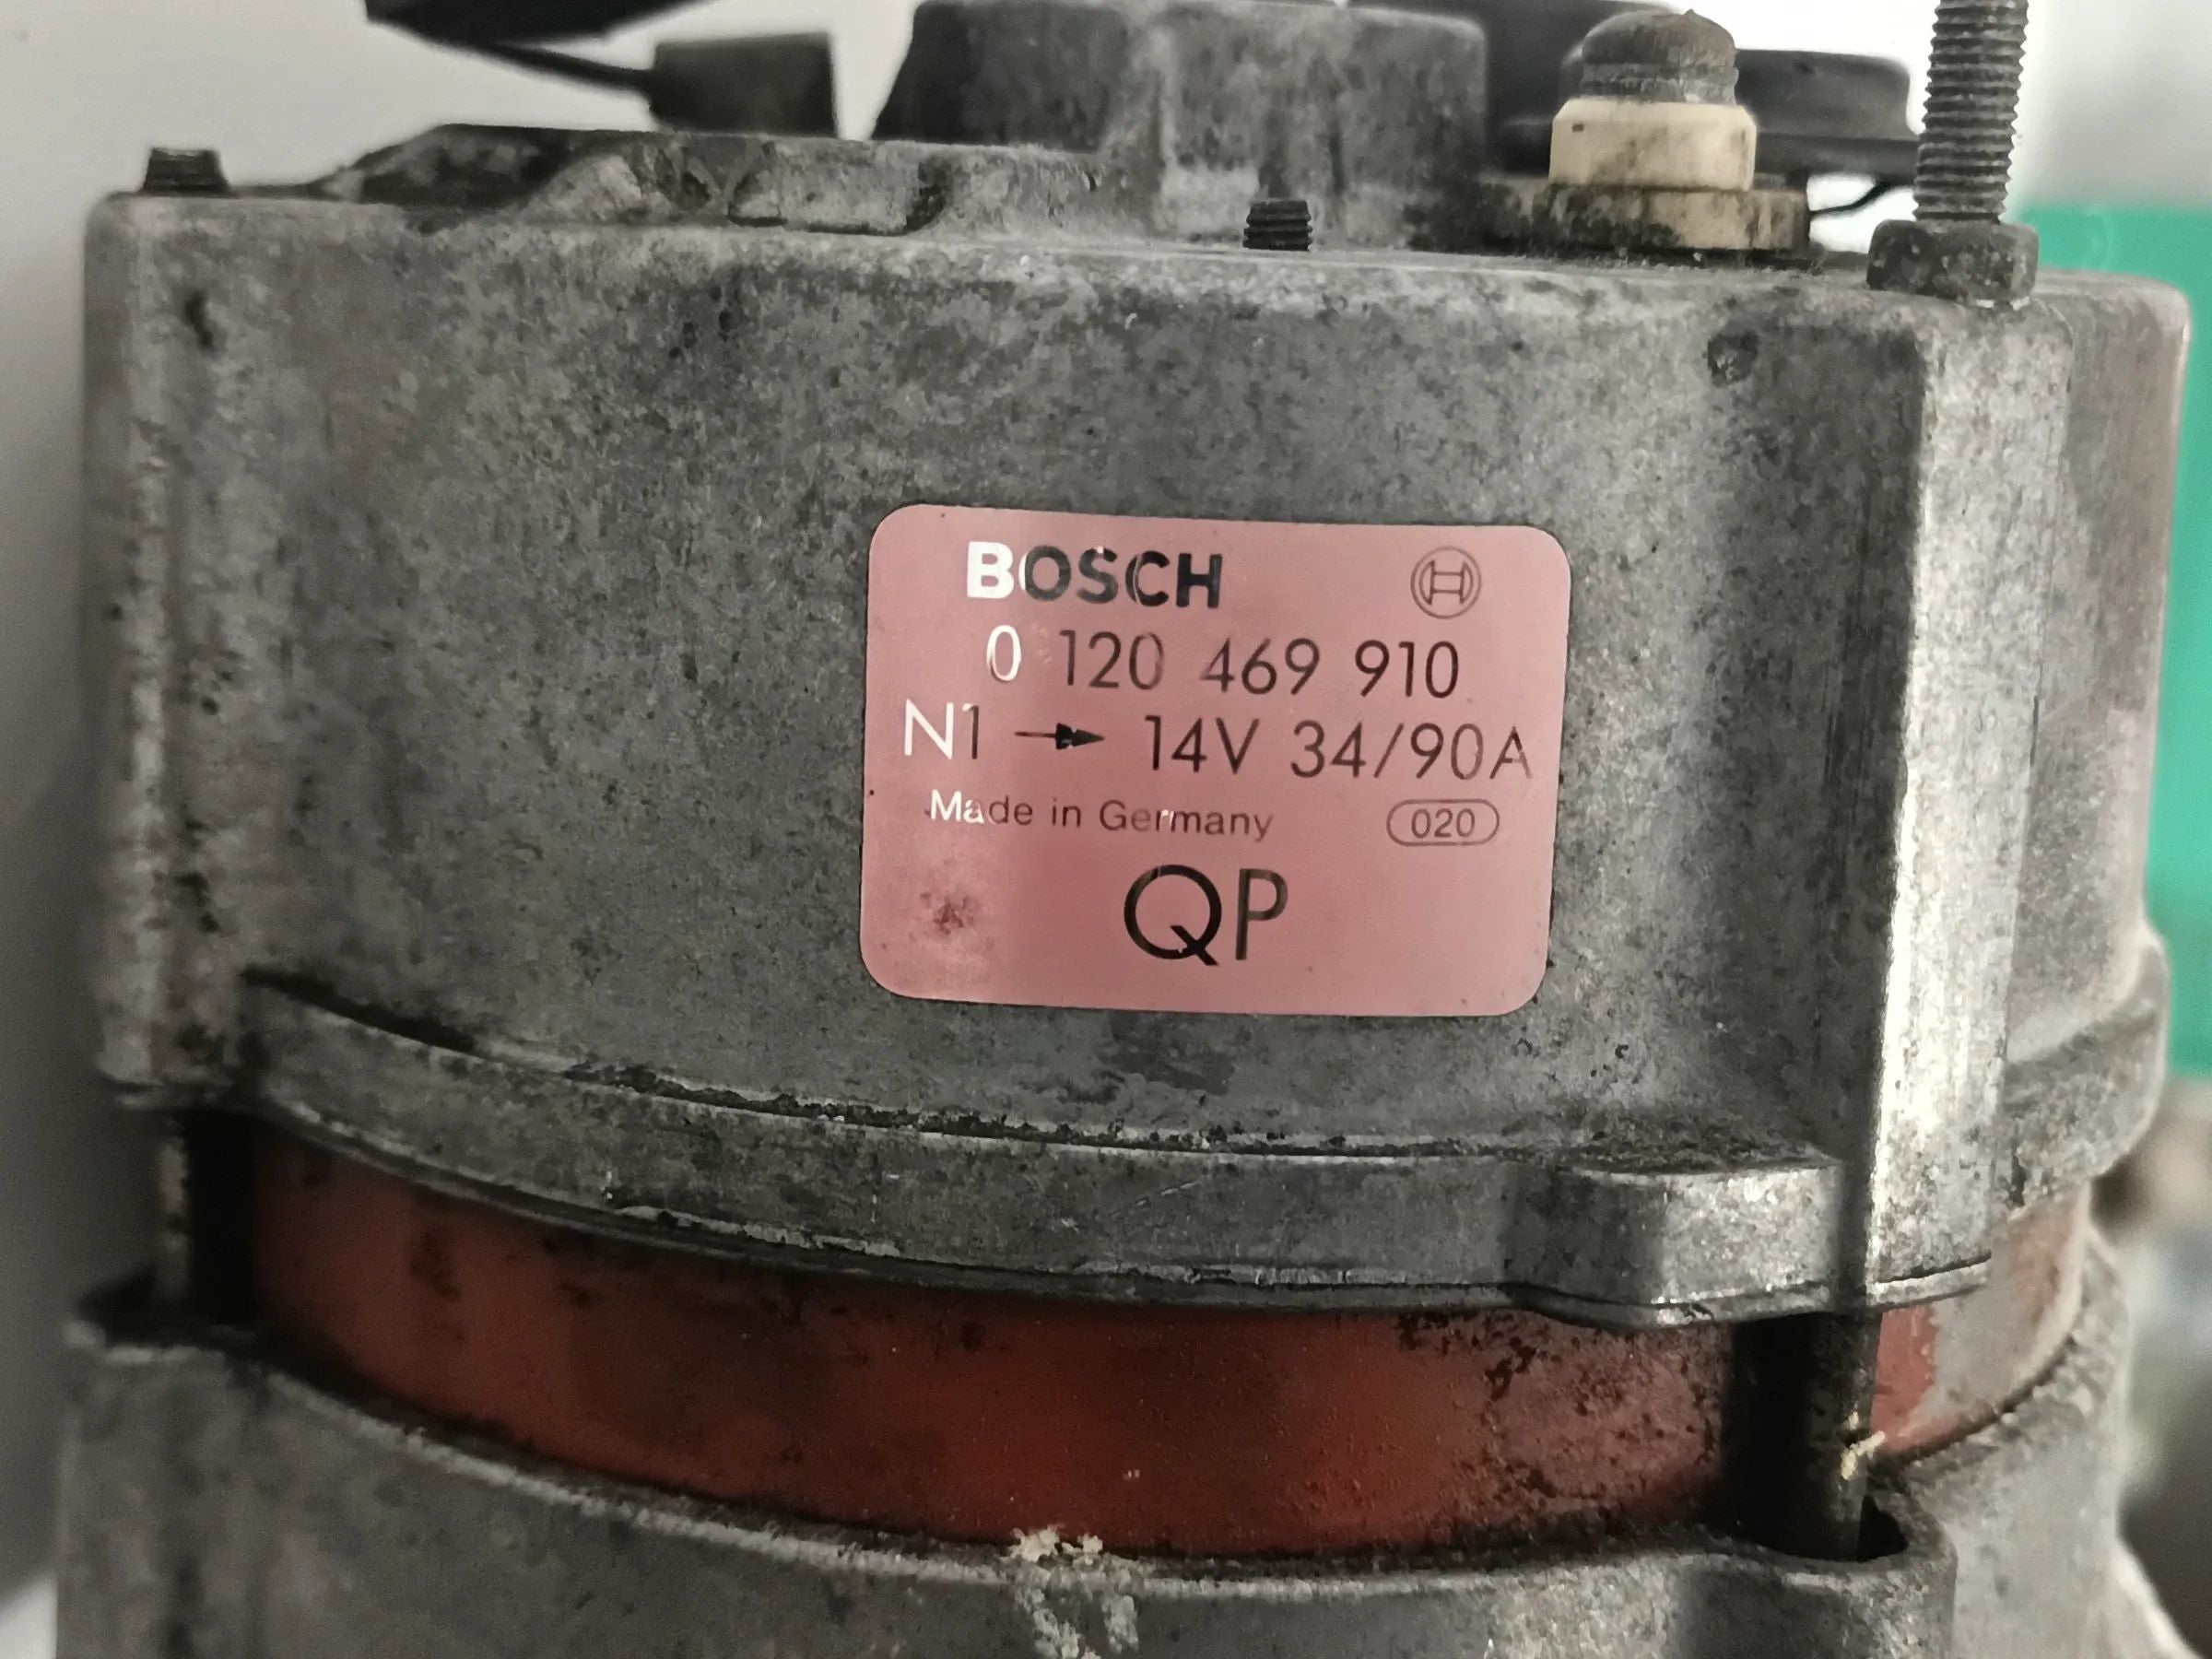 BOSCH
0 120 469 910
N1 → 14V 34/90A
Made in Germany 020
QP